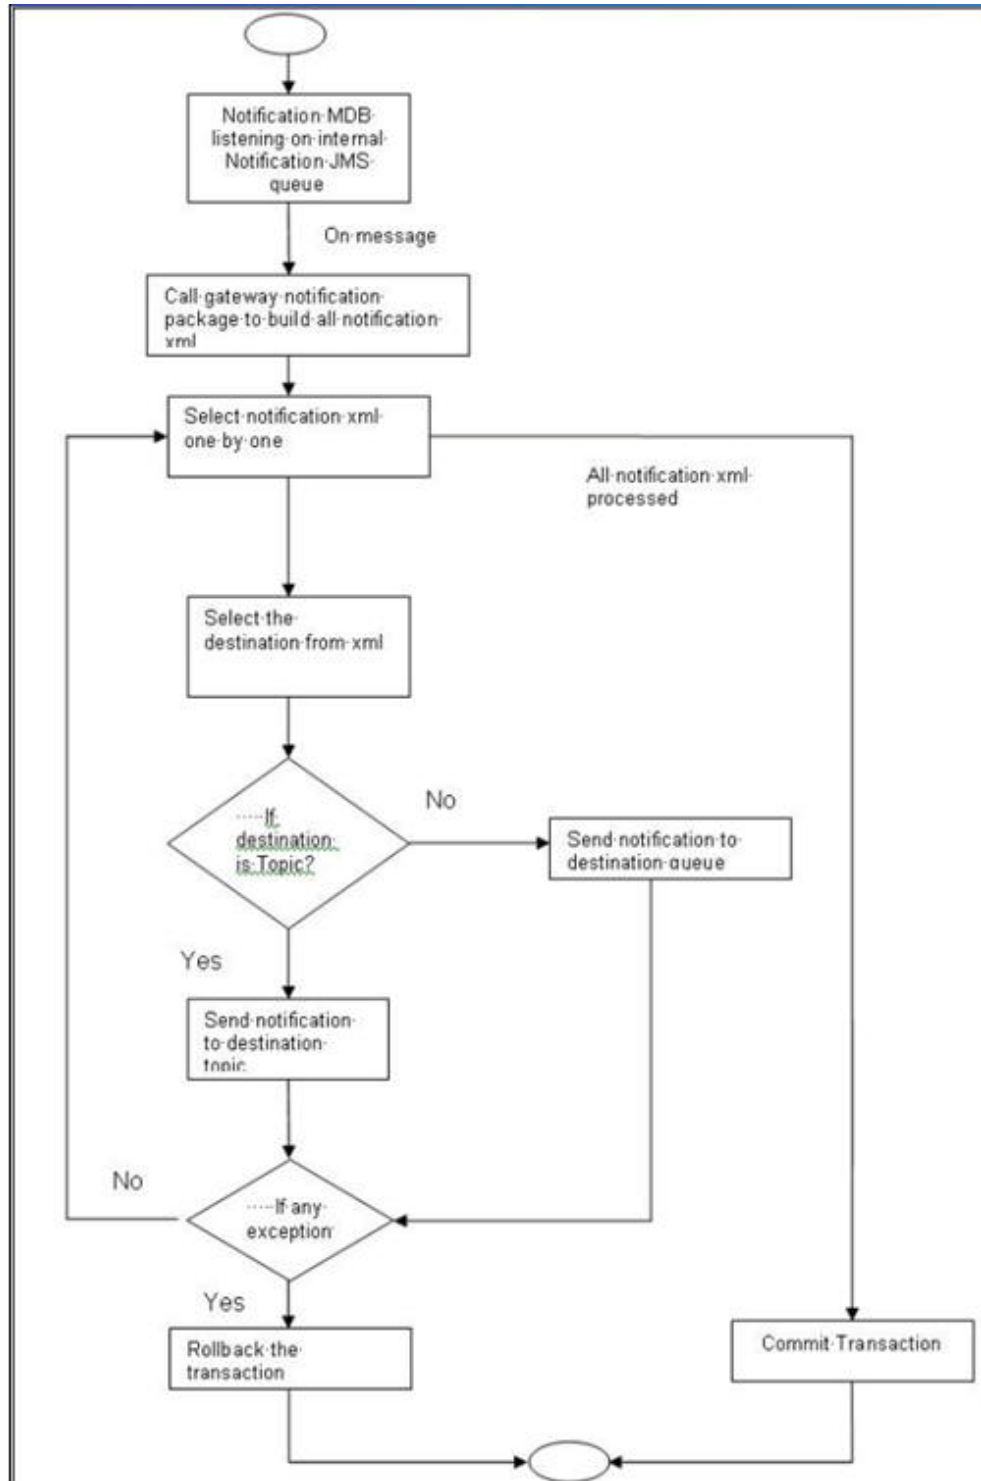 Notification MDB
listening on internal
Notification JMS
queue
On message
Call gateway notification
package to build all notification
xml
Select notification xml
one by one
All notification xml
processed
Select the
destination from xml
No
If
destination
is Topic?
Send notification to
destination queue
Yes
Send notification
to destination
topic
No
If any
exception
Yes
Rollback the
transaction
Commit Transaction